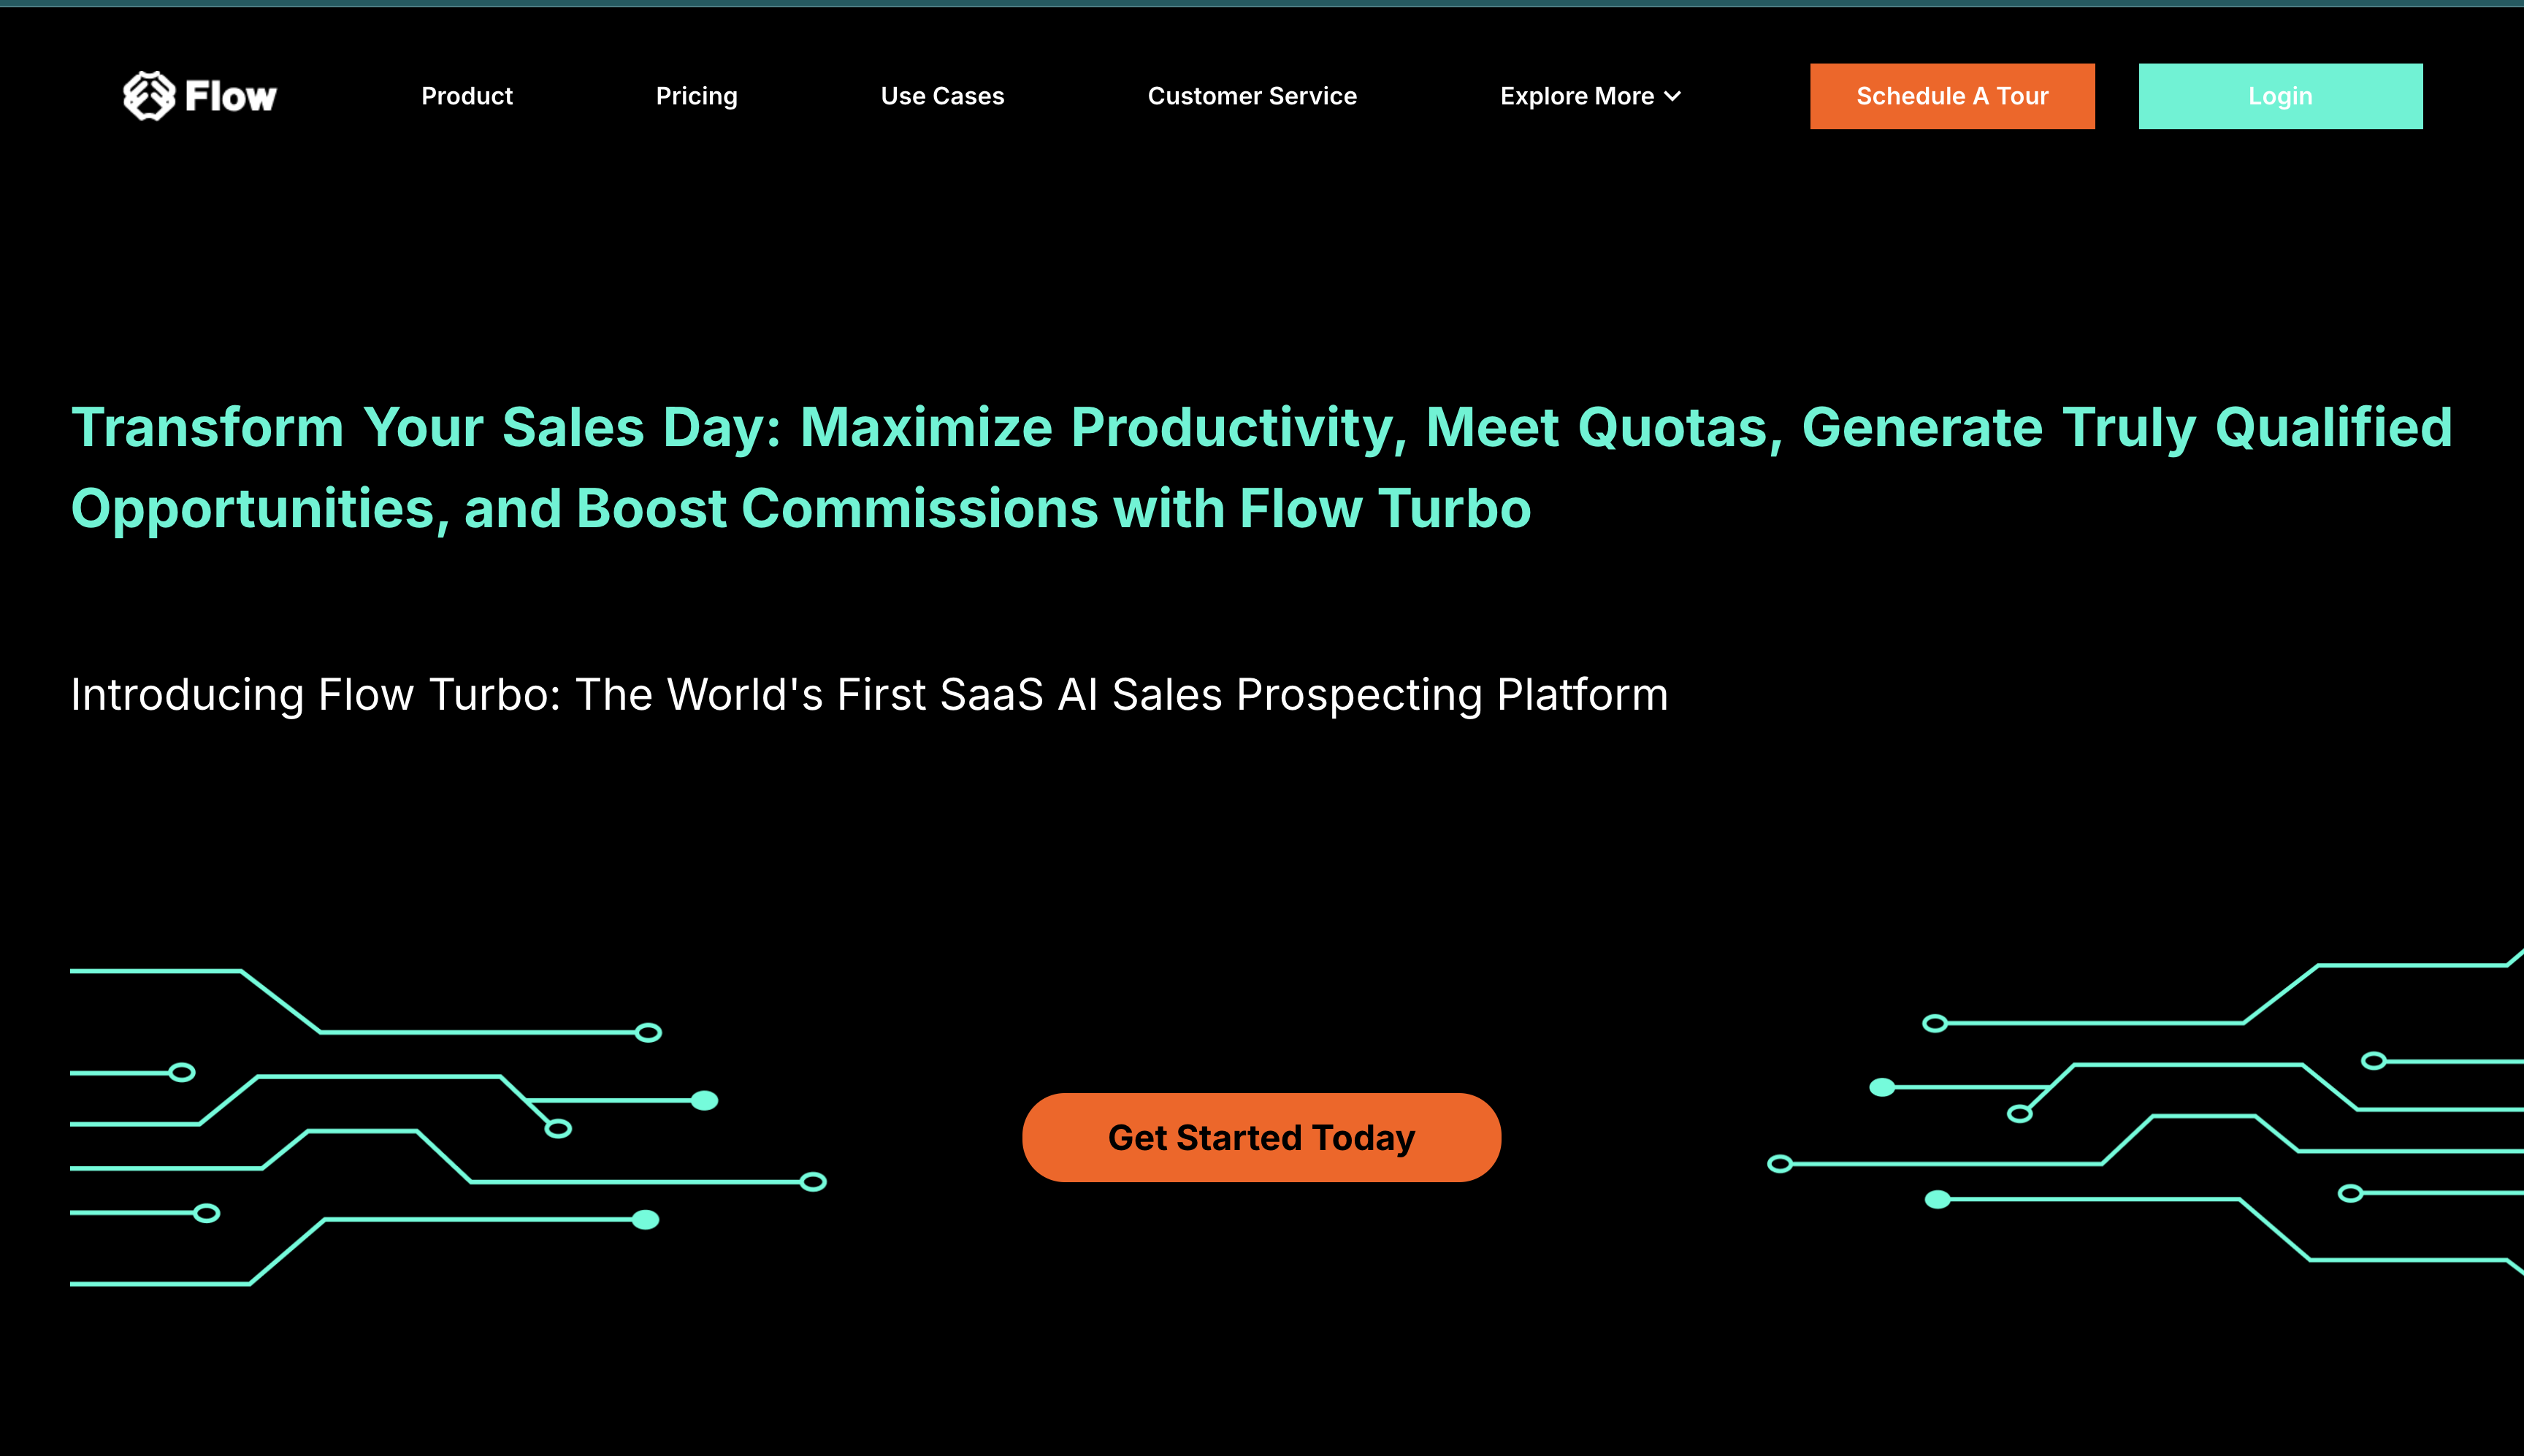 Flow
Product
Pricing
Use Cases
Customer Service
Explore More
Schedule A Tour
Login
Transform Your Sales Day: Maximize Productivity, Meet Quotas, Generate Truly Qualified
Opportunities, and Boost Commissions with Flow Turbo
Introducing Flow Turbo: The World's First SaaS AI Sales Prospecting Platform
Get Started Today